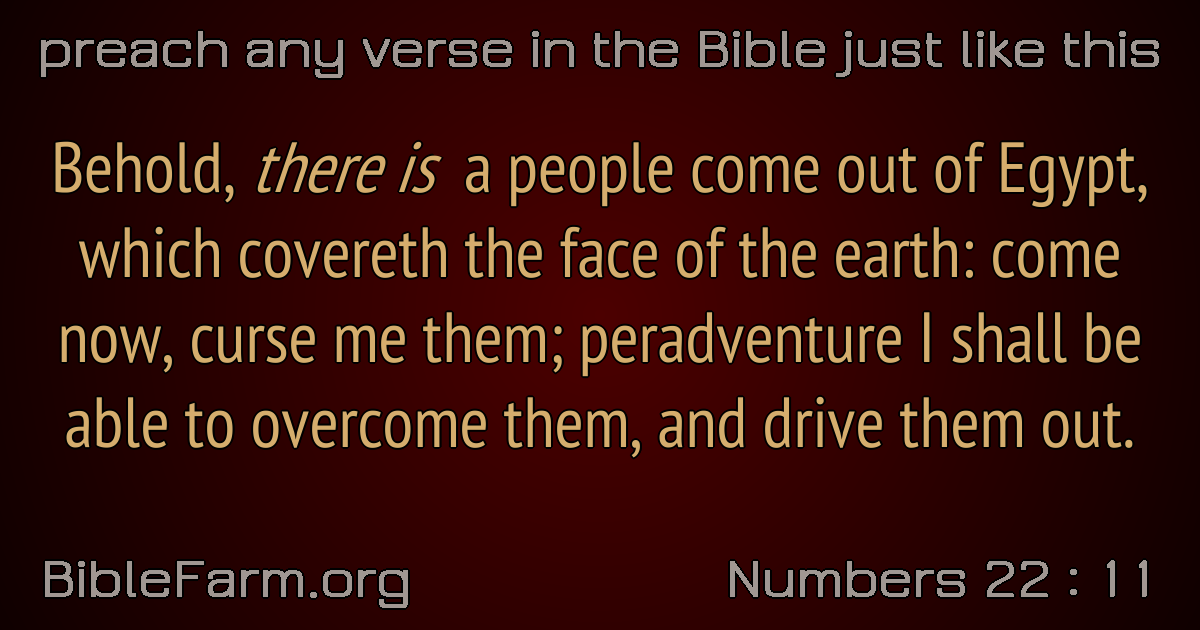 preach any verse in the Bible just like this
Behold, there is a people come out of Egypt,
which covereth the face of the earth: come
now, curse me them; peradventure I shall be
able to overcome them, and drive them out.
BibleFarm.org
Numbers 22 : 11